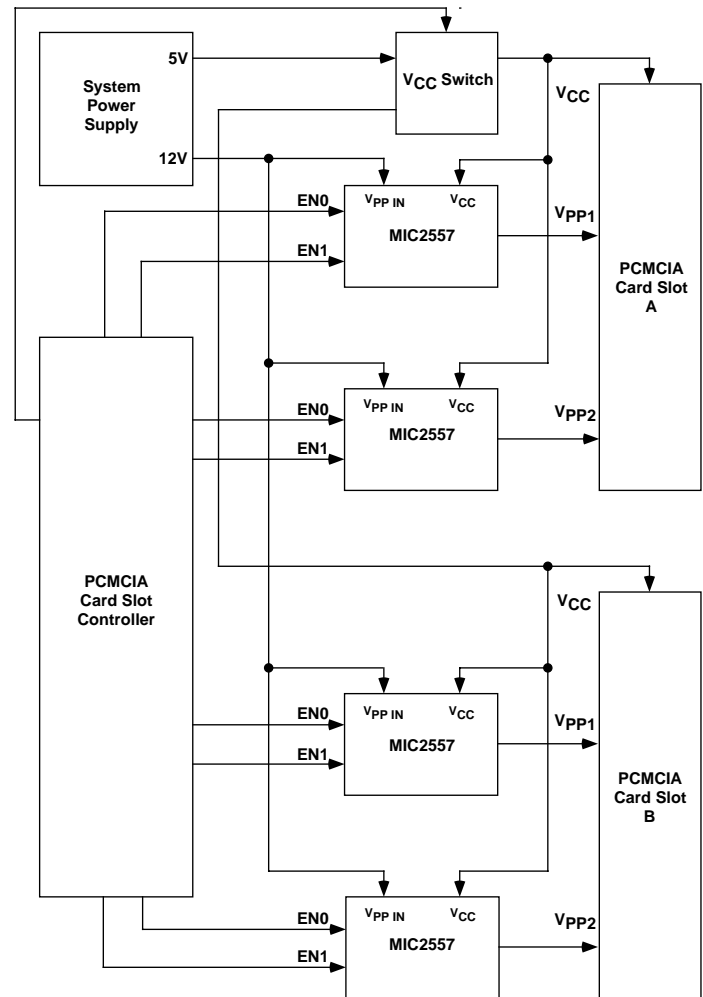 5V
VCC Switch
System
Power
Supply
VCC
12V
EN0
VPP IN
VCC
VPP1
MIC2557
EN1
PCMCIA
Card Slot
A
EN0
VPP IN
VCC
VPP2
MIC2557
EN1
PCMCIA
Card Slot
Controller
VCC
EN0
VPP IN
VCC
VPP1
MIC2557
EN1
PCMCIA
Card Slot
B
EN0
VPP IN
VCC
VPP2
MIC2557
EN1